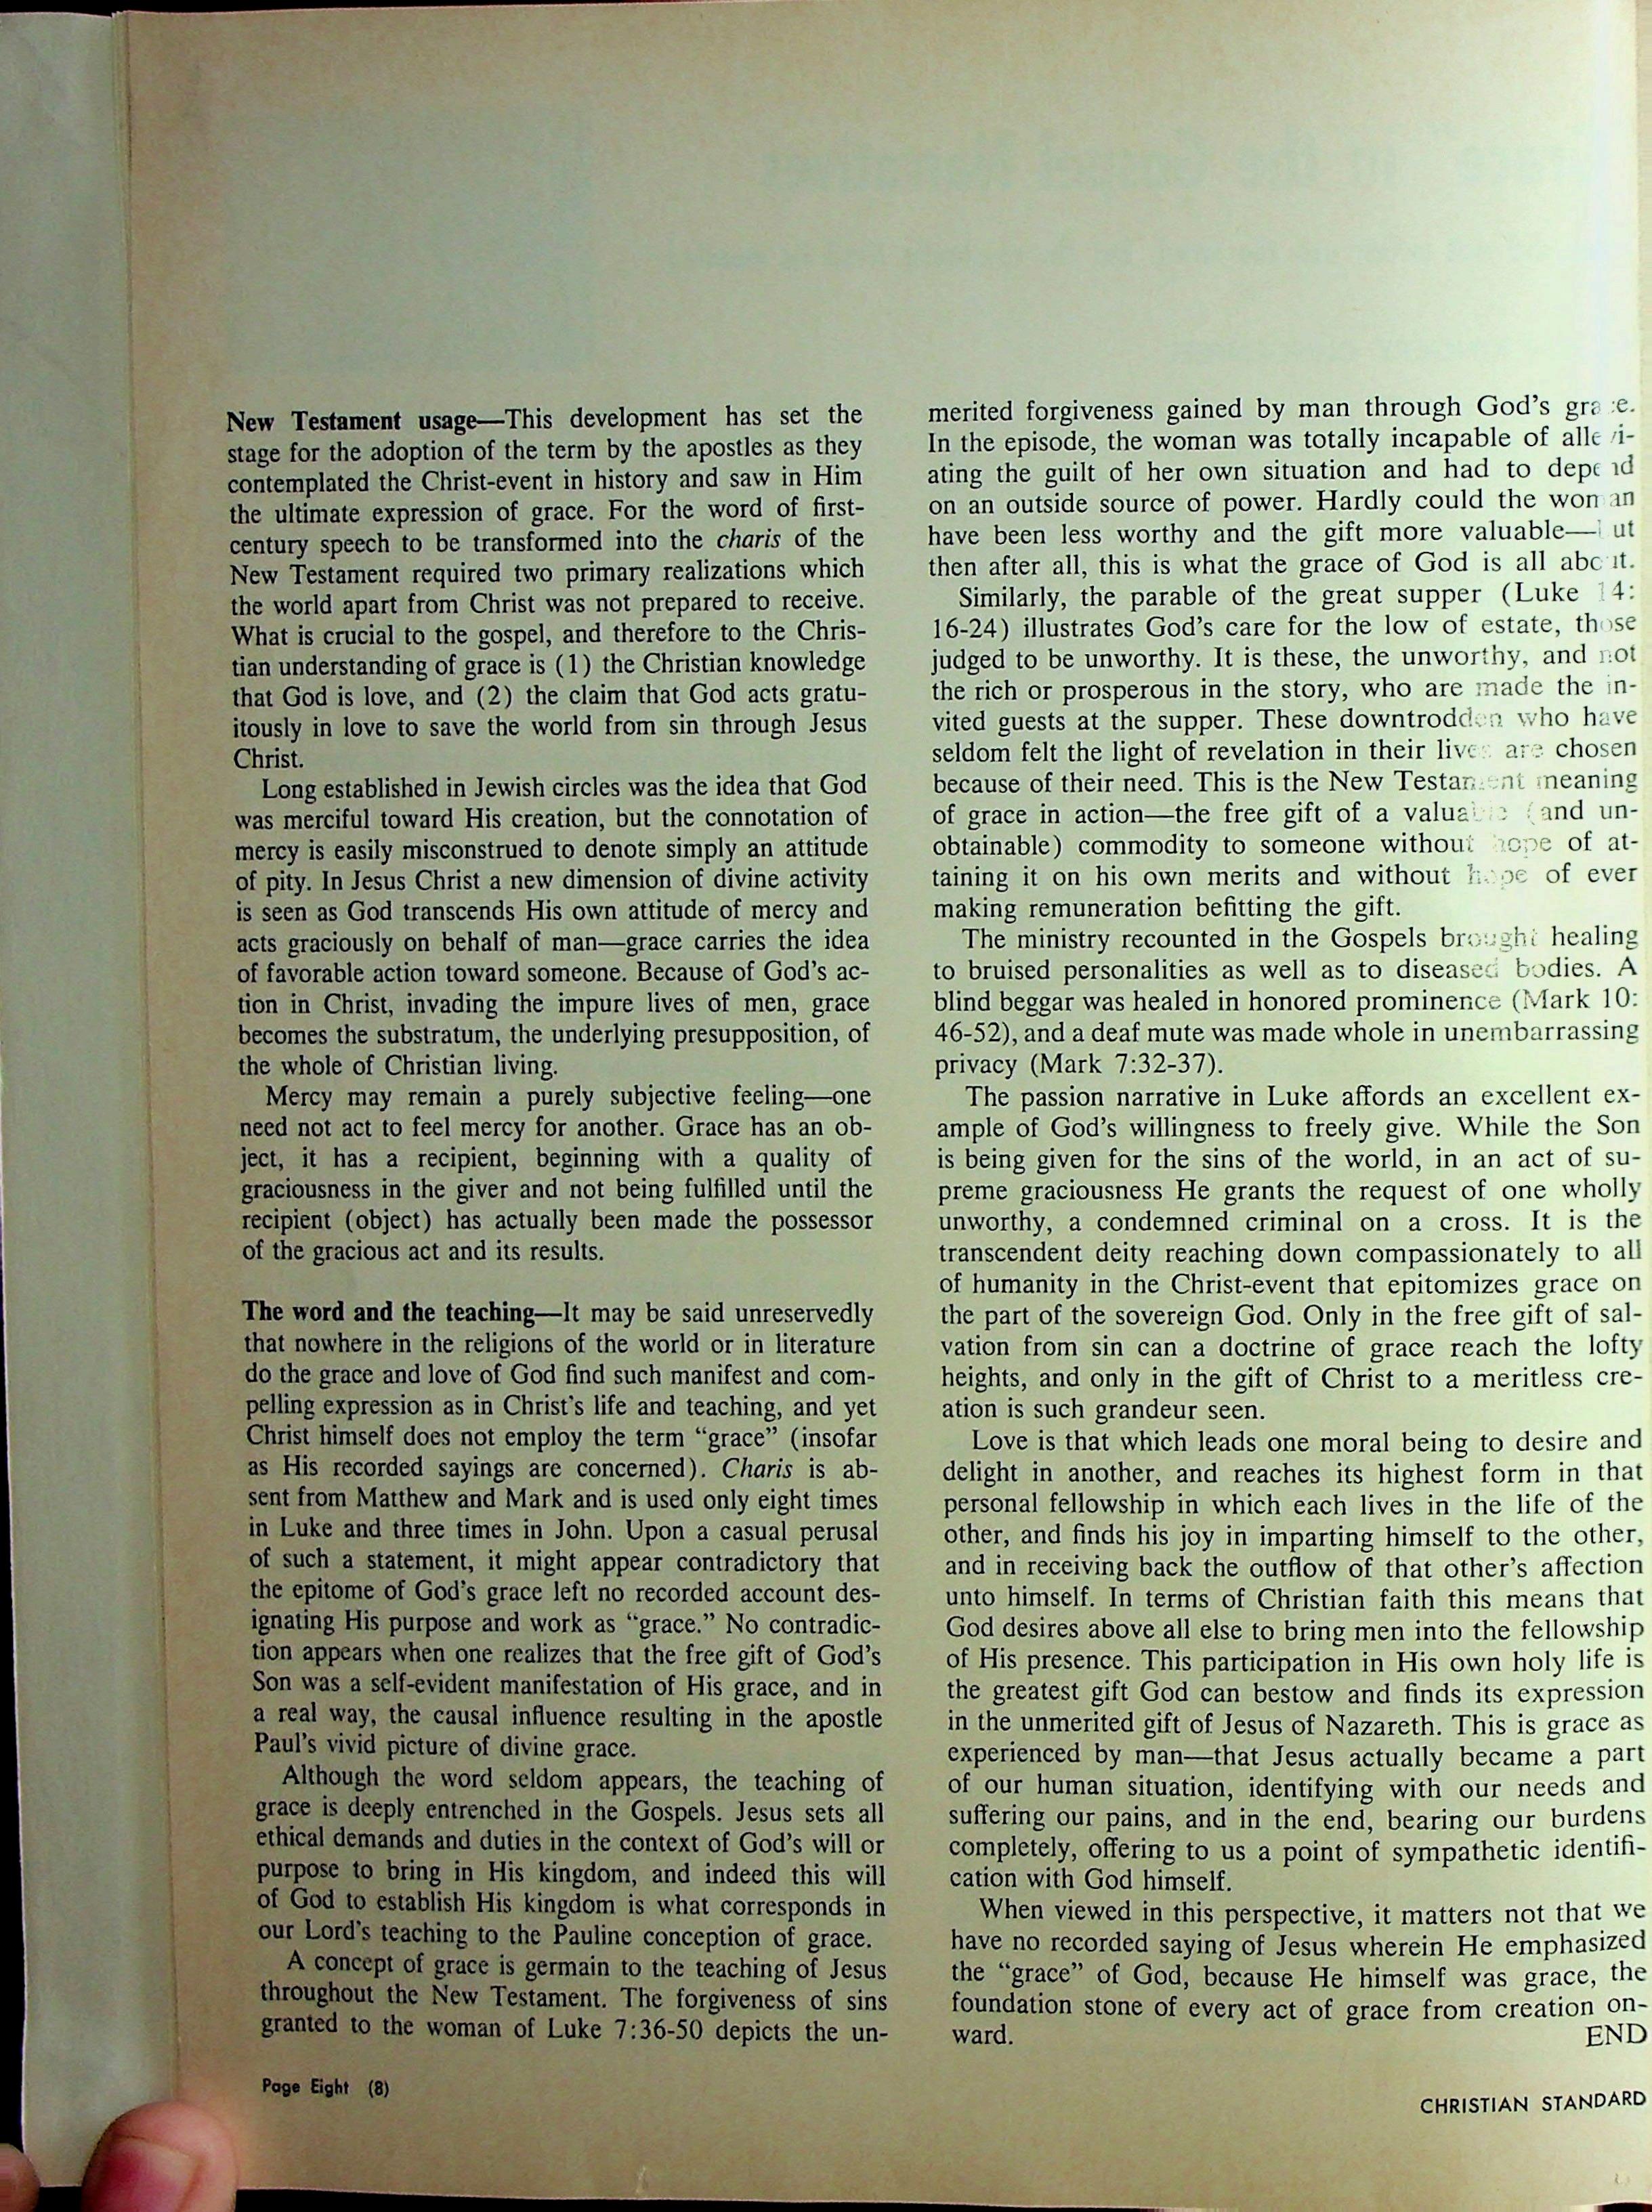 New Testament usage—This development has set the
stage for the adoption of the term by the apostles as they
contemplated the Christ-event in history and saw in Him
the ultimate expression of grace. For the word of first-
century speech to be transformed into the charis of the
New Testament required two primary realizations which
the world apart from Christ was not prepared to receive.
What is crucial to the gospel, and therefore to the Chris-
tian understanding of grace is (1) the Christian knowledge
that God is love, and (2) the claim that God acts gratu-
itously in love to save the world from sin through Jesus
Christ.
Long established in Jewish circles was the idea that God
was merciful toward His creation, but the connotation of
mercy is easily misconstrued to denote simply an attitude
of pity. In Jesus Christ a new dimension of divine activity
is seen as God transcends His own attitude of mercy and
acts graciously on behalf of man—grace carries the idea
of favorable action toward someone. Because of God's ac-
tion in Christ, invading the impure lives of men, grace
becomes the substratum, the underlying presupposition, of
the whole of Christian living.
Mercy may remain a purely subjective feeling—one
need not act to feel mercy for another. Grace has an ob-
ject, it has a recipient, beginning with a quality of
graciousness in the giver and not being fulfilled until the
recipient (object) has actually been made the possessor
of the gracious act and its results.
The word and the teaching—It may be said unreservedly
that nowhere in the religions of the world or in literature
do the grace and love of God find such manifest and com-
pelling expression as in Christ's life and teaching, and yet
Christ himself does not employ the term “grace” (insofar
as His recorded sayings are concerned). Charis is ab-
sent from Matthew and Mark and is used only eight times
in Luke and three times in John. Upon a casual perusal
of such a statement, it might appear contradictory that
the epitome of God's grace left no recorded account des-
ignating His purpose and work as “grace.” No contradic-
tion appears when one realizes that the free gift of God's
Son was a self-evident manifestation of His grace, and in
a real way, the causal influence resulting in the apostle
Paul's vivid picture of divine grace.
Although the word seldom appears, the teaching of
grace is deeply entrenched in the Gospels. Jesus sets all
ethical demands and duties in the context of God's will or
purpose to bring in His kingdom, and indeed this will
of God to establish His kingdom is what corresponds in
our Lord's teaching to the Pauline conception of grace.
A concept of grace is germain to the teaching of Jesus
throughout the New Testament. The forgiveness of sins
granted to the woman of Luke 7:36-50 depicts the un-
merited forgiveness gained by man through God's grace.
In the episode, the woman was totally incapable of allevi-
ating the guilt of her own situation and had to depend
on an outside source of power. Hardly could the woman
have been less worthy and the gift more valuable—but
then after all, this is what the grace of God is all about.
Similarly, the parable of the great supper (Luke 14:
16-24) illustrates God's care for the low of estate, those
judged to be unworthy. It is these, the unworthy, and not
the rich or prosperous in the story, who are made the in-
vited guests at the supper. These downtrodden who have
seldom felt the light of revelation in their lives are chosen
because of their need. This is the New Testament meaning
of grace in action—the free gift of a valuable (and un-
obtainable) commodity to someone without hope of at-
taining it on his own merits and without hope of ever
making remuneration befitting the gift.
The ministry recounted in the Gospels brought healing
to bruised personalities as well as to diseased bodies. A
blind beggar was healed in honored prominence (Mark 10:
46-52), and a deaf mute was made whole in unembarrassing
privacy (Mark 7:32-37).
The passion narrative in Luke affords an excellent ex-
ample of God's willingness to freely give. While the Son
is being given for the sins of the world, in an act of su-
preme graciousness He grants the request of one wholly
unworthy, a condemned criminal on a cross. It is the
transcendent deity reaching down compassionately to all
of humanity in the Christ-event that epitomizes grace on
the part of the sovereign God. Only in the free gift of sal-
vation from sin can a doctrine of grace reach the lofty
heights, and only in the gift of Christ to a meritless cre-
ation is such grandeur seen.
Love is that which leads one moral being to desire and
delight in another, and reaches its highest form in that
personal fellowship in which each lives in the life of the
other, and finds his joy in imparting himself to the other,
and in receiving back the outflow of that other's affection
unto himself. In terms of Christian faith this means that
God desires above all else to bring men into the fellowship
of His presence. This participation in His own holy life is
the greatest gift God can bestow and finds its expression
in the unmerited gift of Jesus of Nazareth. This is grace as
experienced by man—that Jesus actually became a part
of our human situation, identifying with our needs and
suffering our pains, and in the end, bearing our burdens
completely, offering to us a point of sympathetic identifi-
cation with God himself.
When viewed in this perspective, it matters not that we
have no recorded saying of Jesus wherein He emphasized
the “grace” of God, because He himself was grace, the
foundation stone of every act of grace from creation on-
ward. END
Page Eight (8)
CHRISTIAN STANDARD